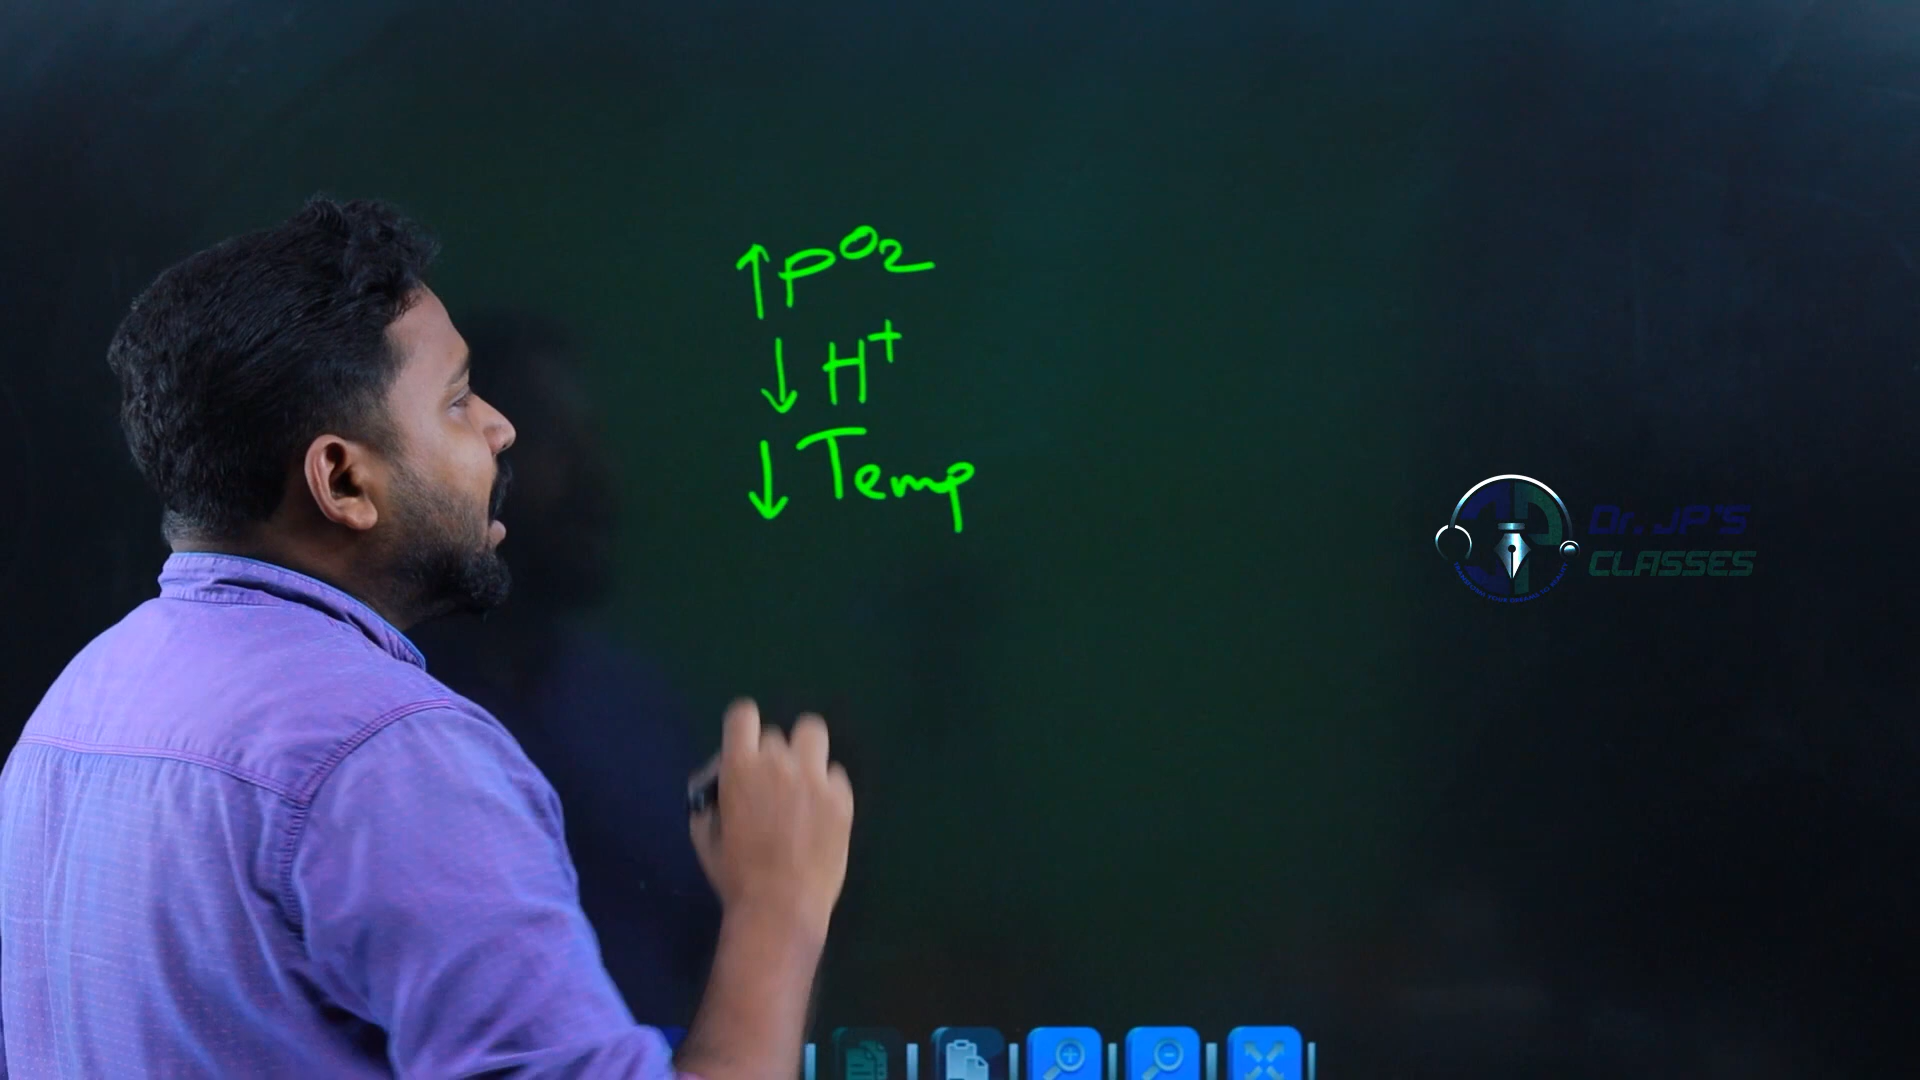 ↑ pO2
↓ H+
↓ Temp
Dr. JP'S
CLASSES